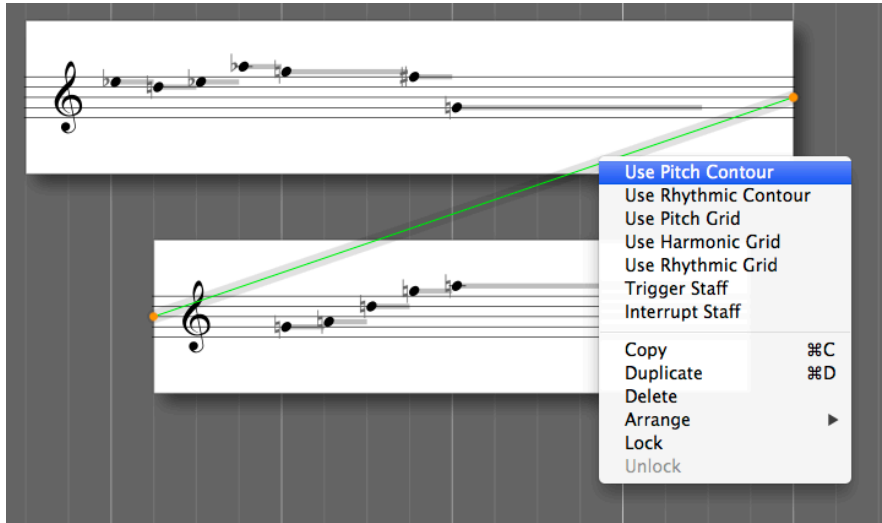 Use Pitch Contour
Use Rhythmic Contour
Use Pitch Grid
Use Harmonic Grid
Use Rhythmic Grid
Trigger Staff
Interrupt Staff
Copy ⌘C
Duplicate ⌘D
Delete
Arrange ▶
Lock
Unlock